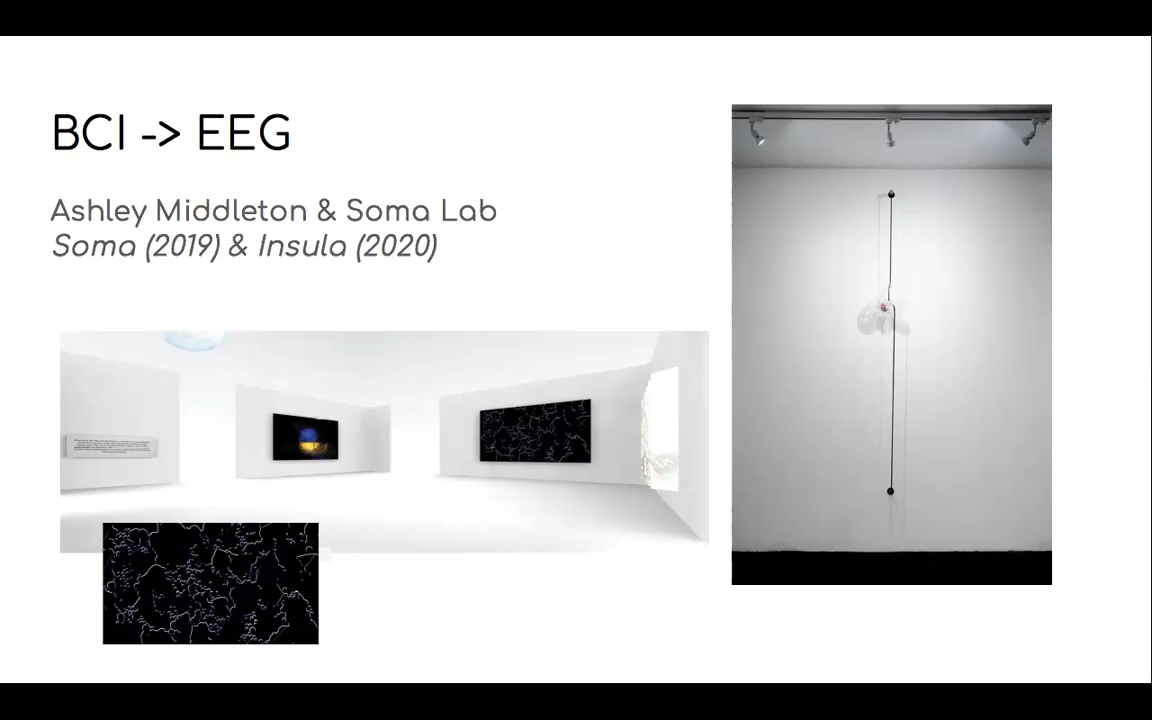 BCI -> EEG
Ashley Middleton & Soma Lab
Soma (2019) & Insula (2020)